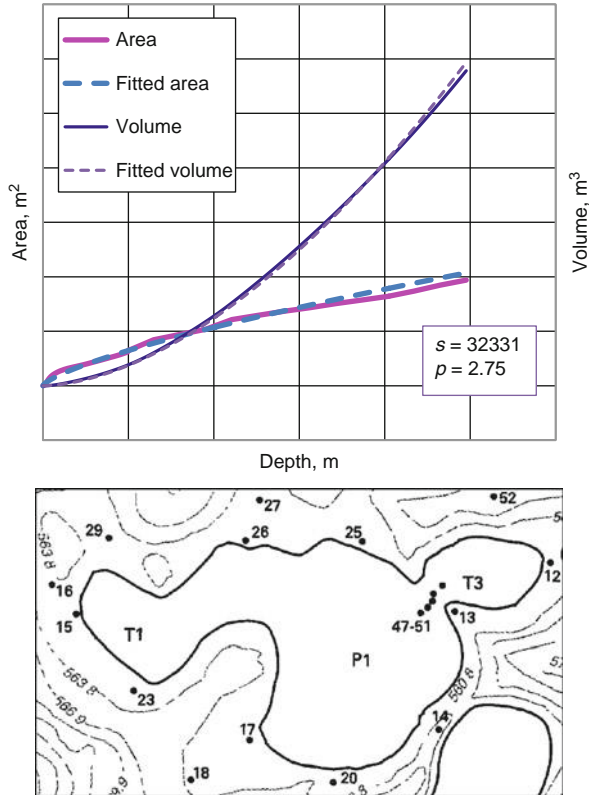 Area
Fitted area
Volume
Fitted volume
Area, m²
Volume, m³
s = 32331
p = 2.75
Depth, m
27
52
29
26
25
563 8
16
T3
12
15
T1
47-51
13
P1
563.8
23
560.8
566.9
17
14
18
20